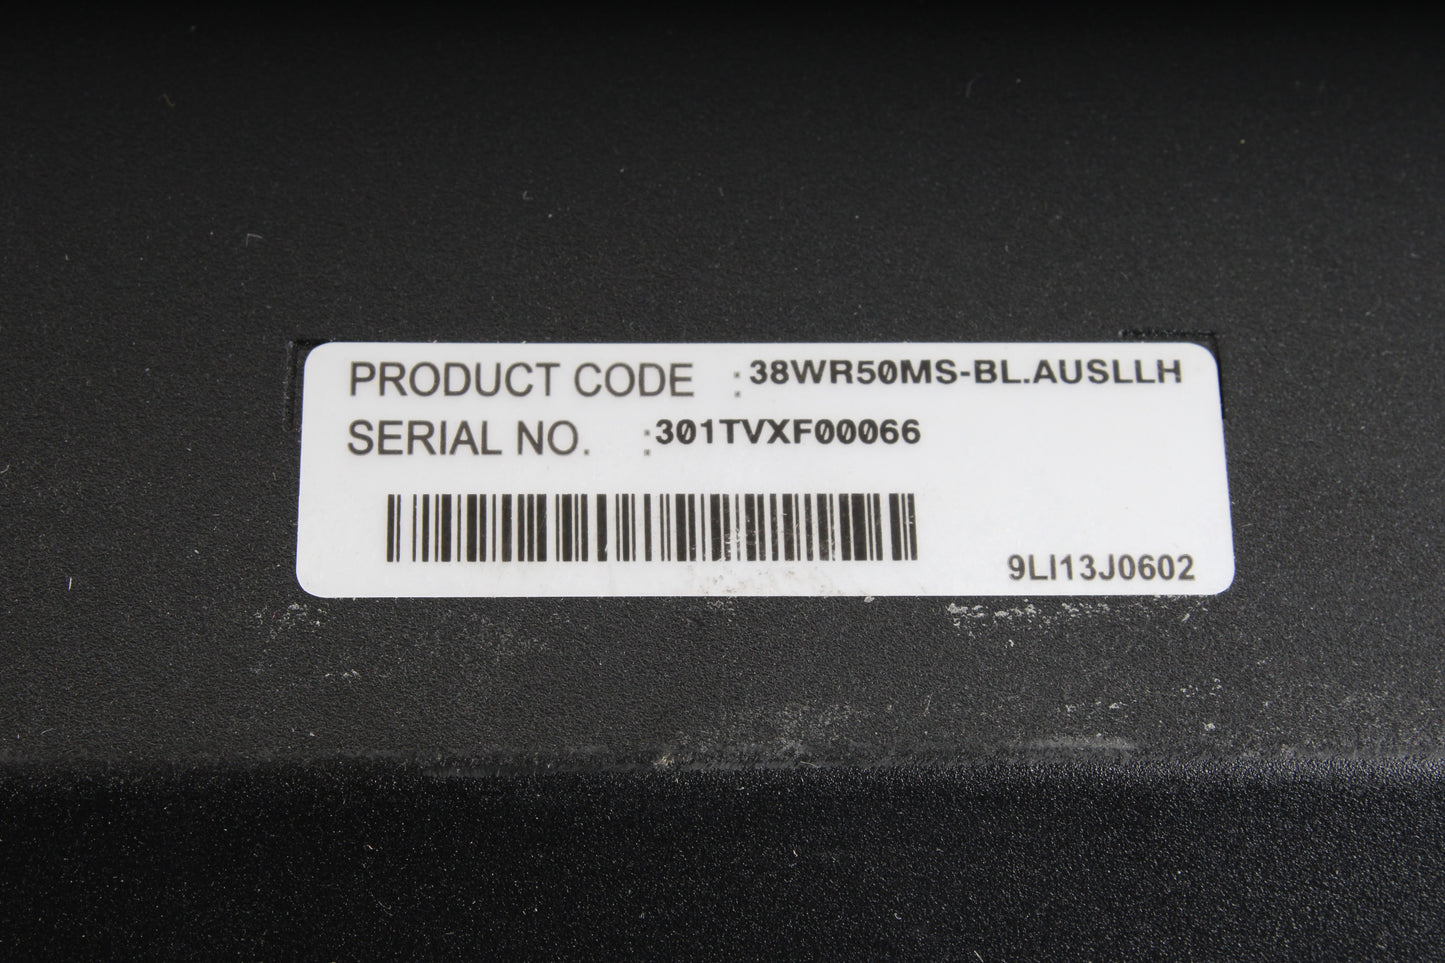 PRODUCT CODE :38WR50MS-BL.AUSLLH
SERIAL NO. :301TVXF00066
9LI13J0602